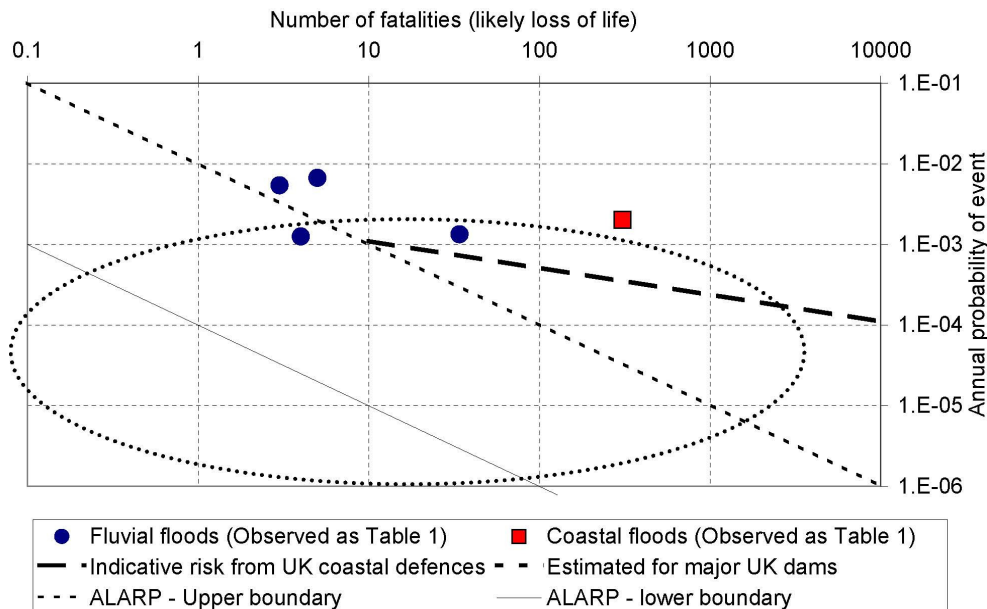 Number of fatalities (likely loss of life)
0.1 1 10 100 1000 10000
1.E-01
1.E-02
1.E-03
1.E-04
1.E-05
1.E-06
Annual probability of event
Fluvial floods (Observed as Table 1) Coastal floods (Observed as Table 1)
Indicative risk from UK coastal defences Estimated for major UK dams
ALARP - Upper boundary ALARP - lower boundary